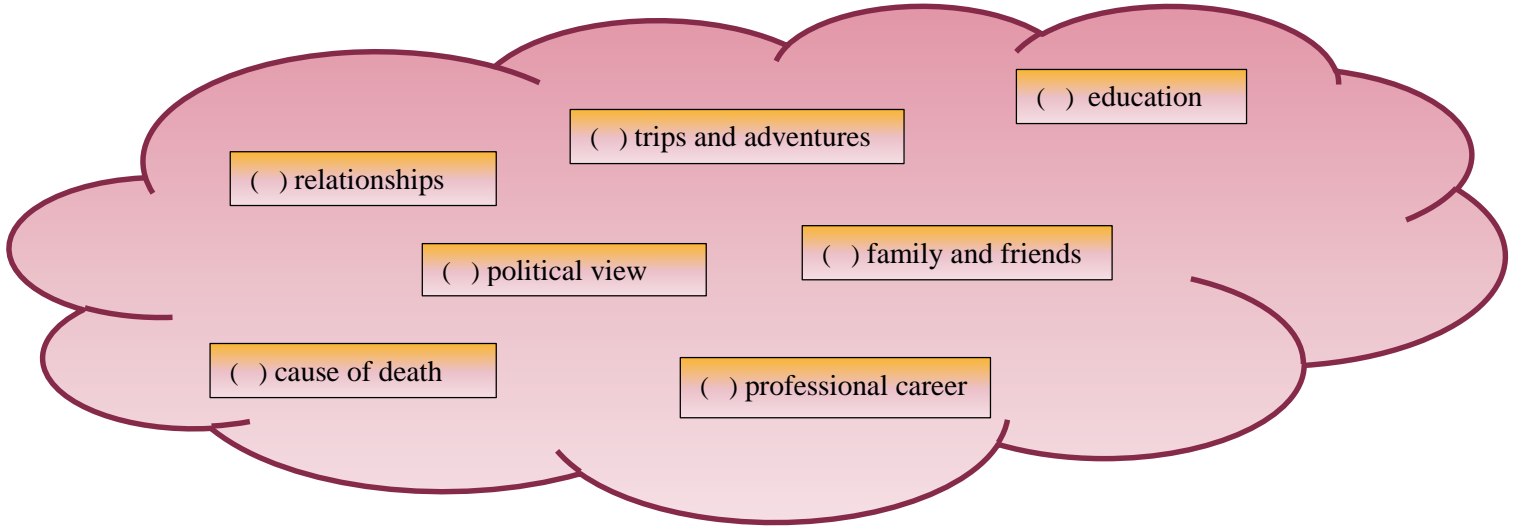 (  ) education
(  ) trips and adventures
(  ) relationships
(  ) family and friends
(  ) political view
(  ) cause of death
(  ) professional career